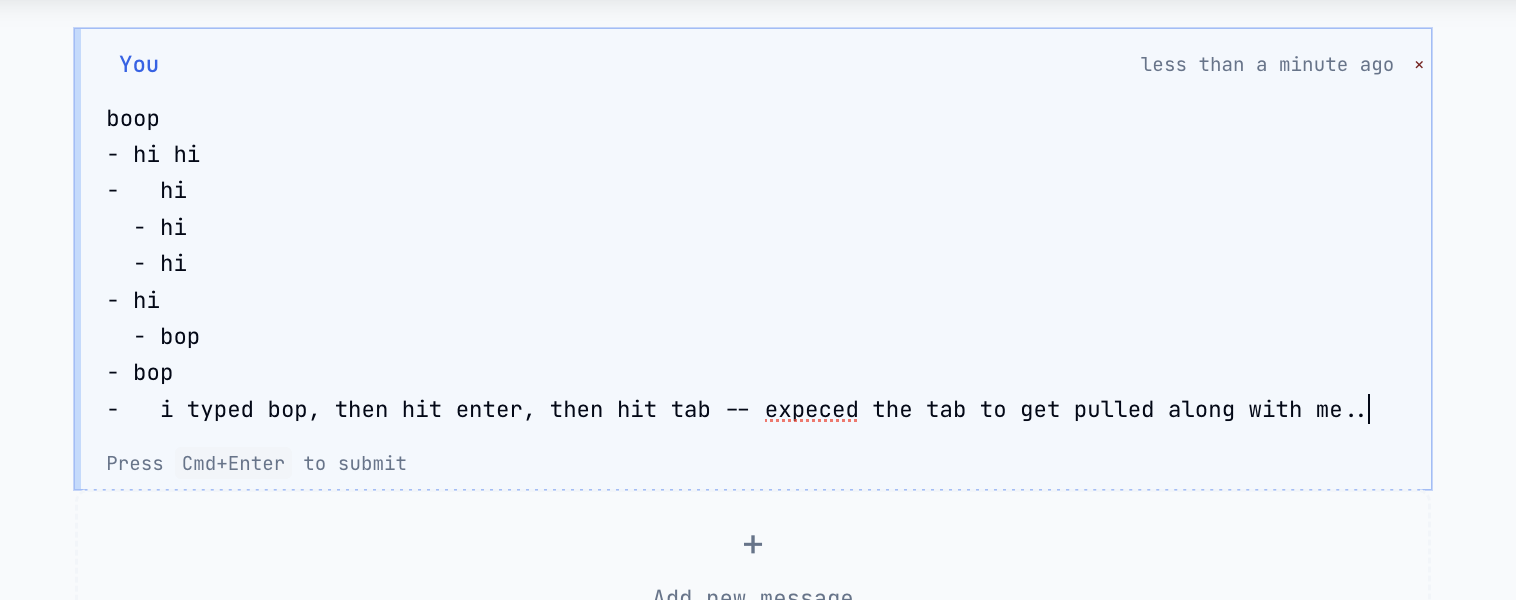 You
less than a minute ago ×
boop
- hi hi
-   hi
  - hi
  - hi
- hi
  - bop
- bop
-   i typed bop, then hit enter, then hit tab -- expeced the tab to get pulled along with me..
Press Cmd+Enter to submit
+
Add new message